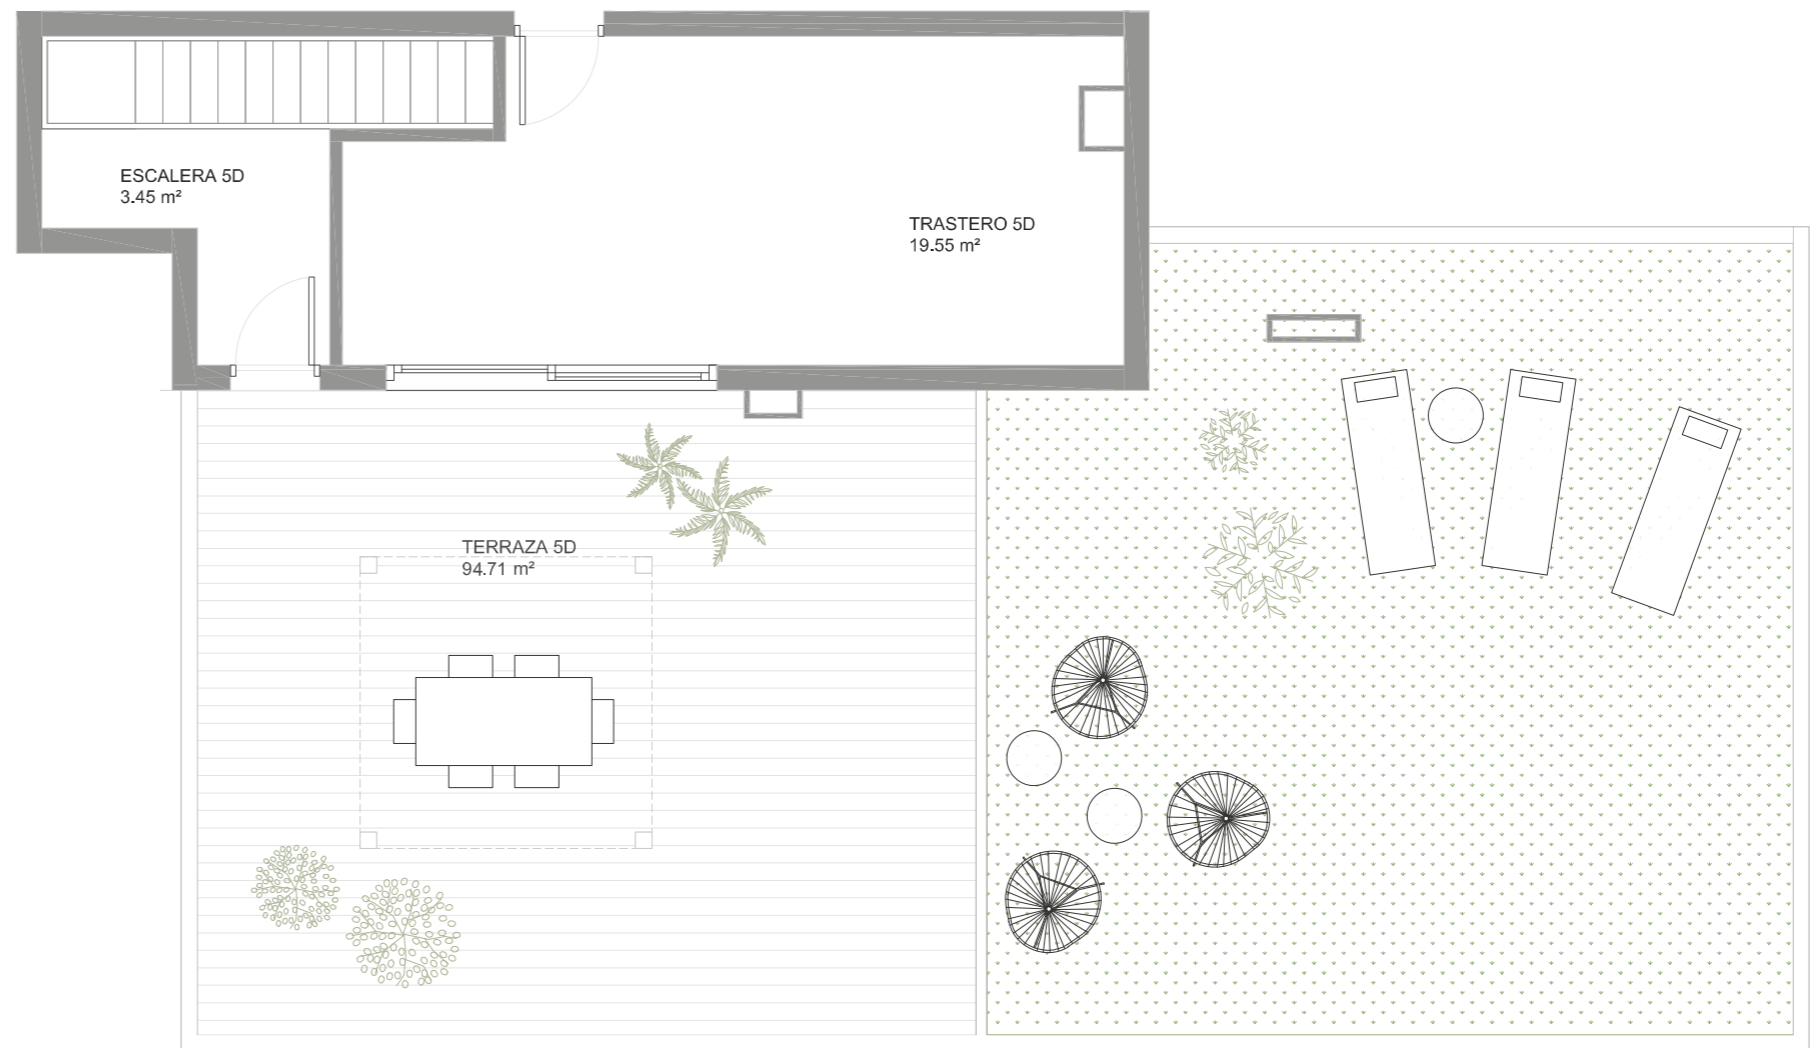 ESCALERA 5D
3.45 m²
TRASTERO 5D
19.55 m²
TERRAZA 5D
94.71 m²